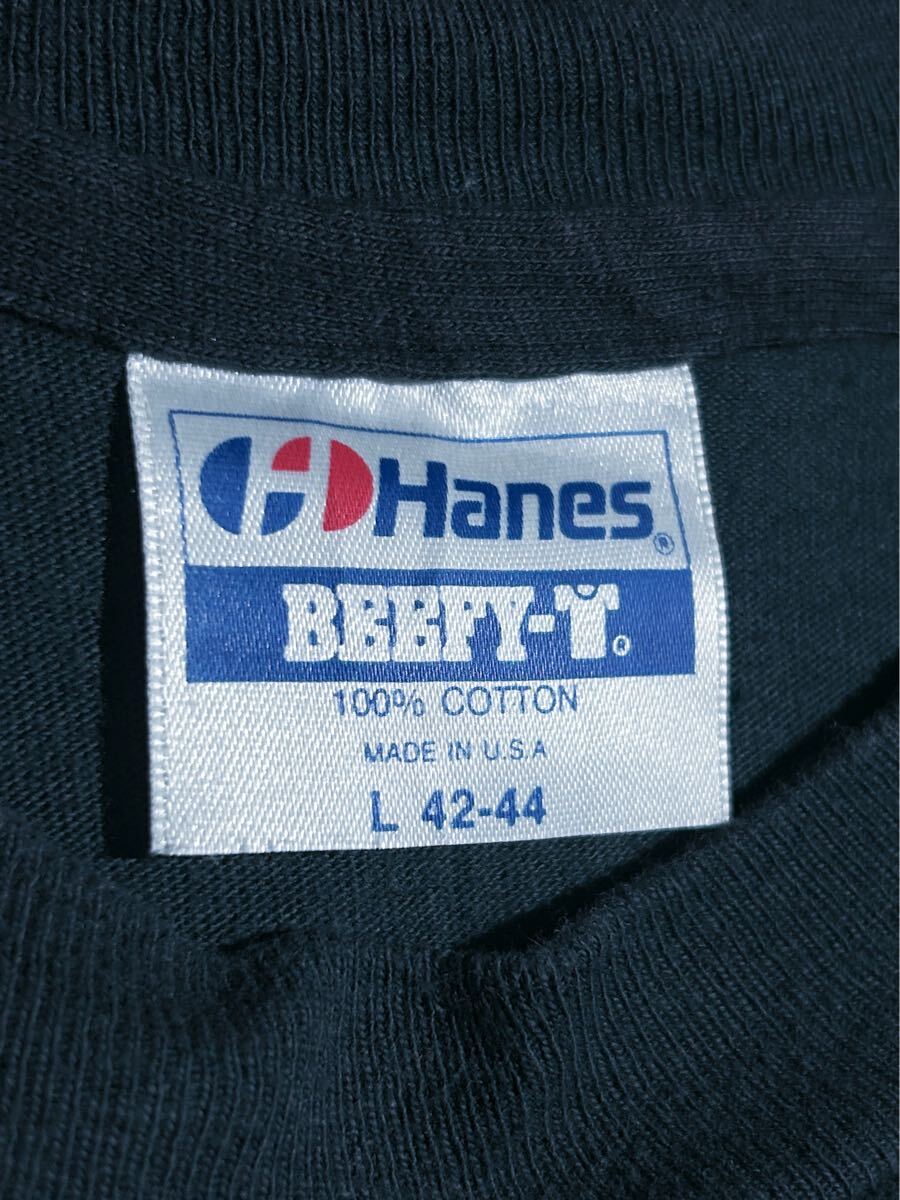 Hanes®
BEEFY-T®
100% COTTON
MADE IN U.S.A
L 42-44